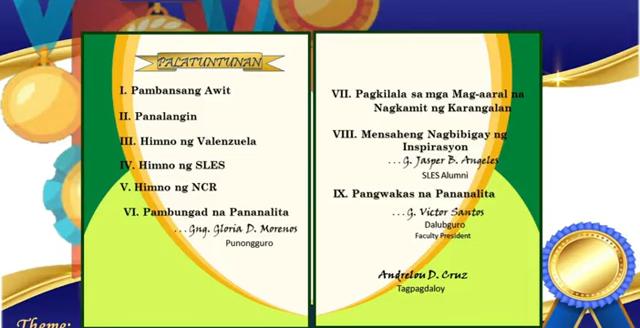 PALATUNTUNAN
I. Pambansang Awit
II. Panalangin
III. Himno ng Valenzuela
IV. Himno ng SLES
V. Himno ng NCR
VI. Pambungad na Pananalita
...Gng. Gloria D. Morenos
Punongguro
VII. Pagkilala sa mga Mag-aaral na
Nagkamit ng Karangalan
VIII. Mensaheng Nagbibigay ng
Inspirasyon
...G. Jasper B. Angeles
SLES Alumni
IX. Pangwakas na Pananalita
...G. Victor Santos
Dalubguro
Faculty President
Andrelou D. Cruz
Tagpagdaloy
Theme: